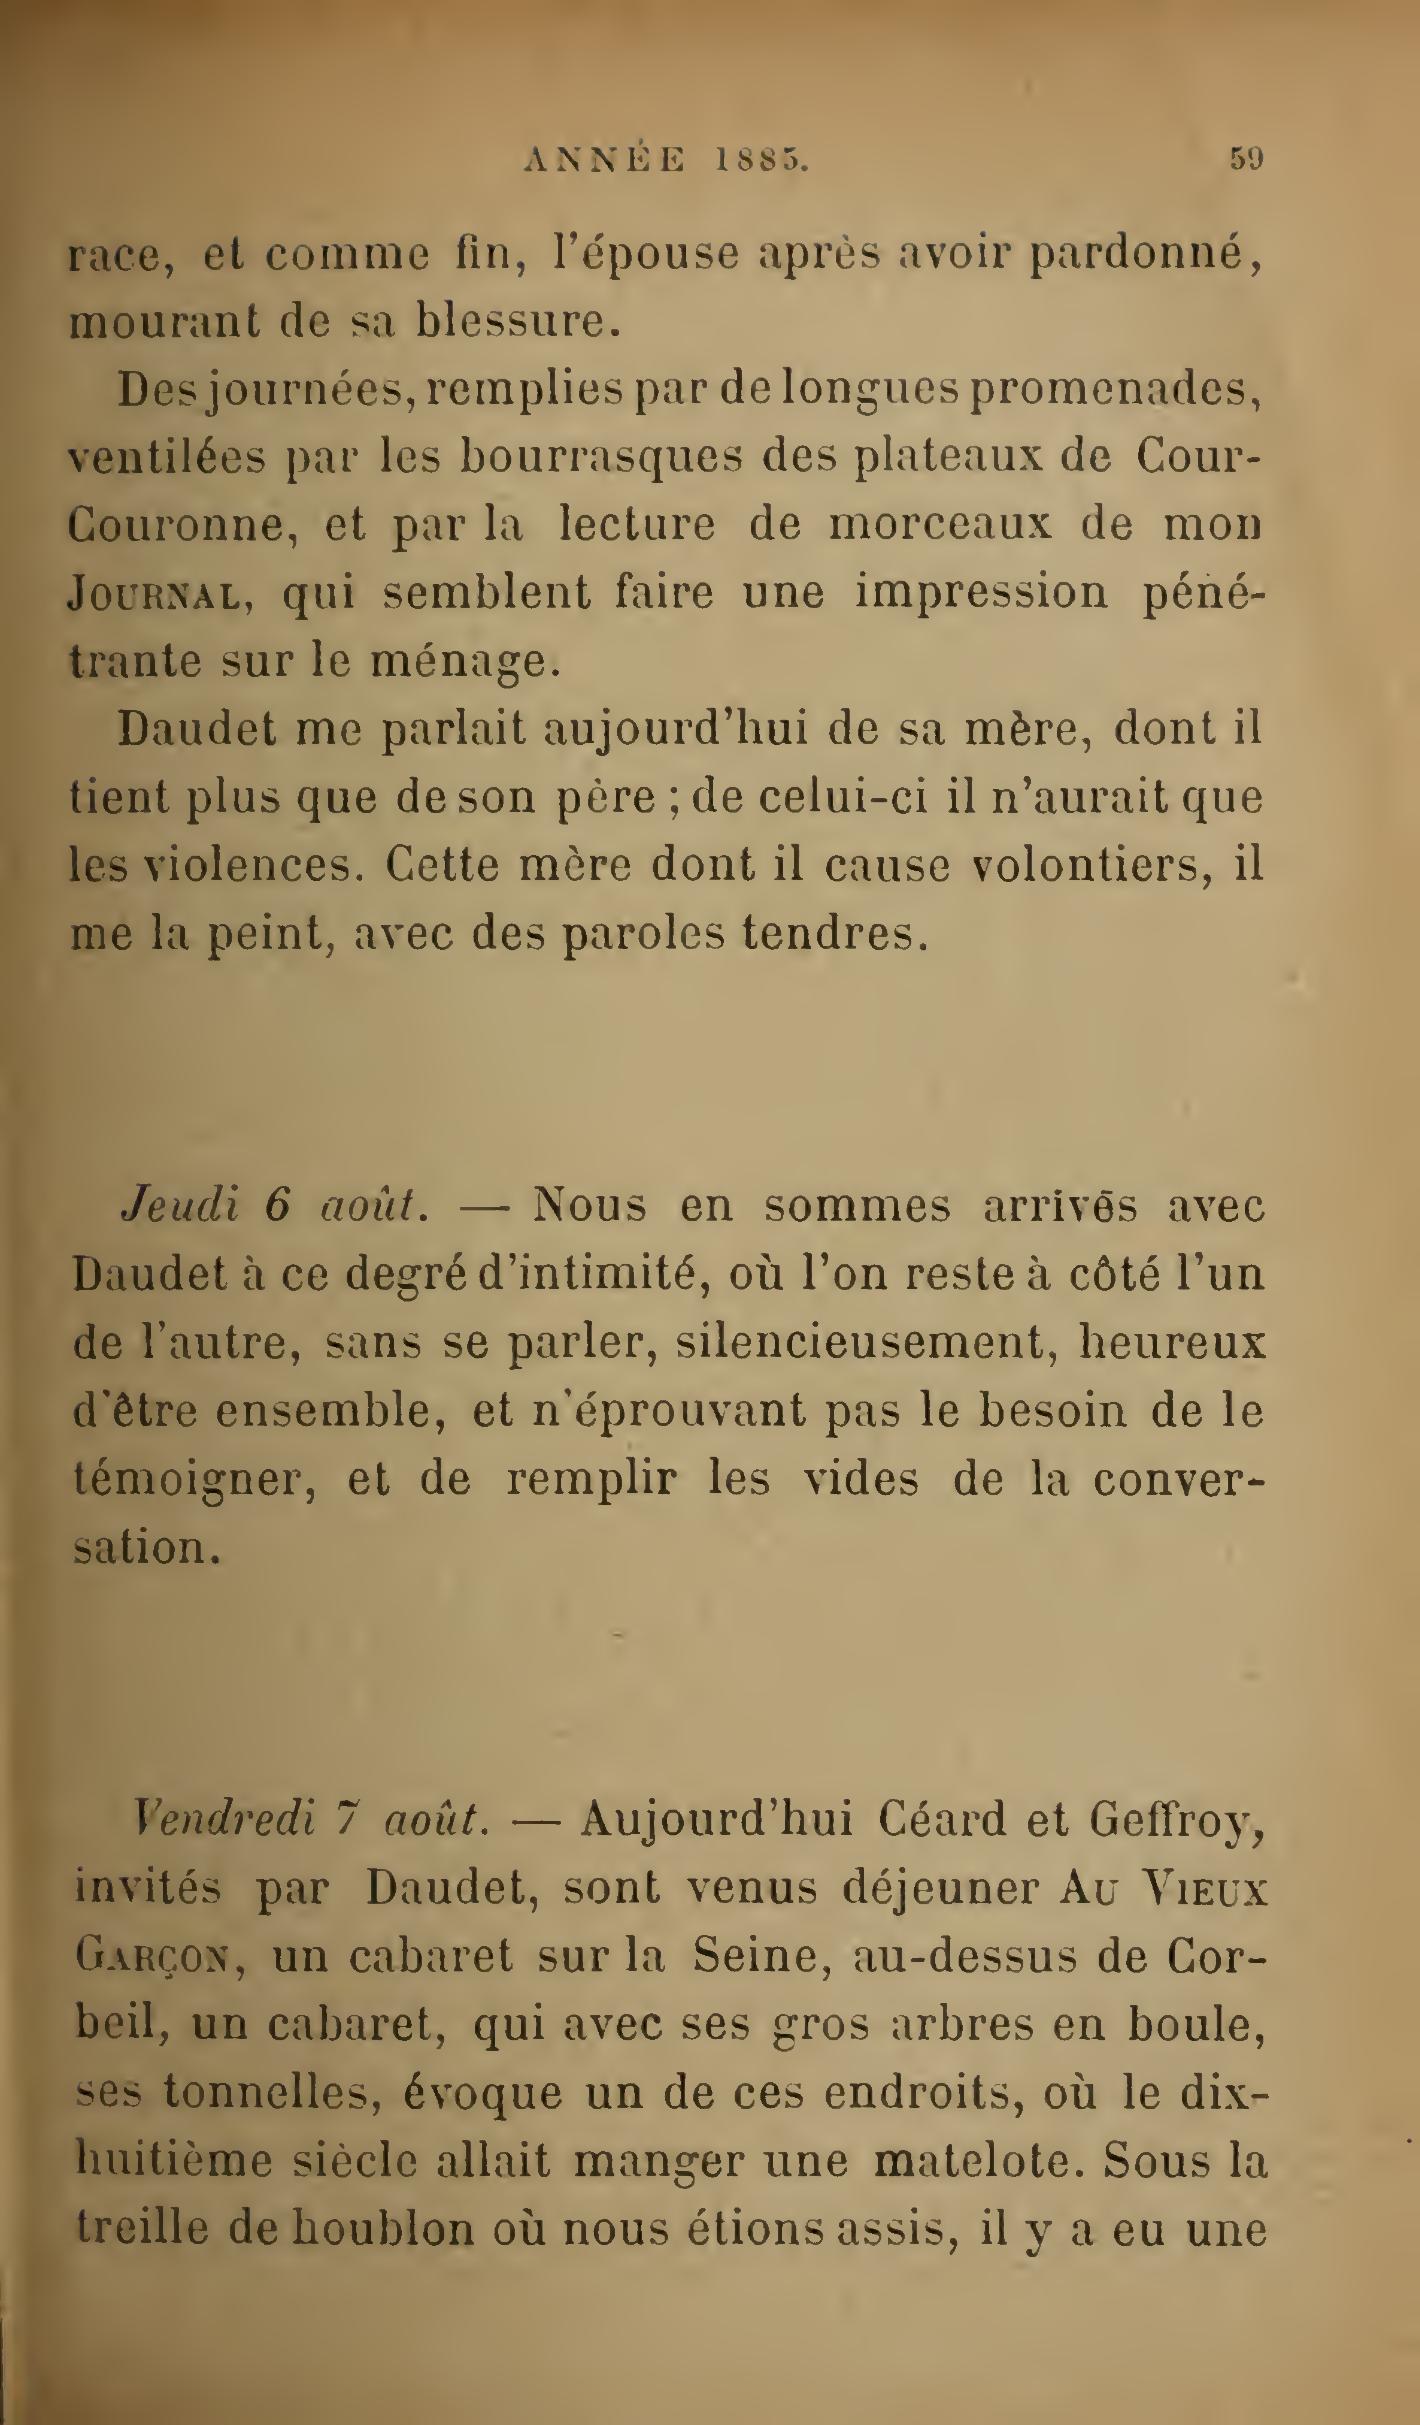 ANNÉE 1885. 59
race, et comme fin, l'épouse après avoir pardonné,
mourant de sa blessure.
Des journées, remplies par de longues promenades,
ventilées par les bourrasques des plateaux de Cour-
Couronne, et par la lecture de morceaux de mon
JOURNAL, qui semblent faire une impression péné-
trante sur le ménage.
Daudet me parlait aujourd'hui de sa mère, dont il
tient plus que de son père ; de celui-ci il n'aurait que
les violences. Cette mère dont il cause volontiers, il
me la peint, avec des paroles tendres.
Jeudi 6 août. — Nous en sommes arrivés avec
Daudet à ce degré d'intimité, où l'on reste à côté l'un
de l'autre, sans se parler, silencieusement, heureux
d'être ensemble, et n'éprouvant pas le besoin de le
témoigner, et de remplir les vides de la conver-
sation.
Vendredi 7 août. — Aujourd'hui Céard et Geffroy,
invités par Daudet, sont venus déjeuner AU VIEUX
GARÇON, un cabaret sur la Seine, au-dessus de Cor-
beil, un cabaret, qui avec ses gros arbres en boule,
ses tonnelles, évoque un de ces endroits, où le dix-
huitième siècle allait manger une matelote. Sous la
treille de houblon où nous étions assis, il y a eu une